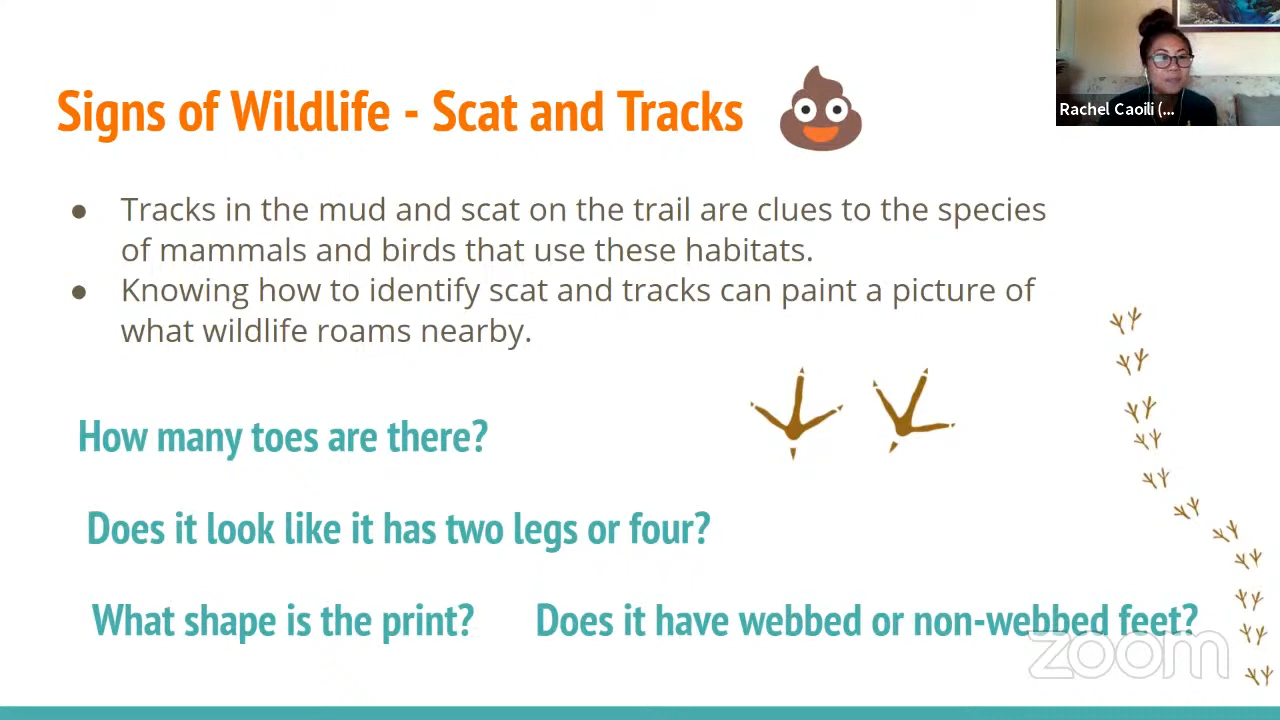 Signs of Wildlife - Scat and Tracks
Rachel Caoili (...
● Tracks in the mud and scat on the trail are clues to the species
of mammals and birds that use these habitats.
● Knowing how to identify scat and tracks can paint a picture of
what wildlife roams nearby.
How many toes are there?
Does it look like it has two legs or four?
What shape is the print? Does it have webbed or non-webbed feet?
zoom